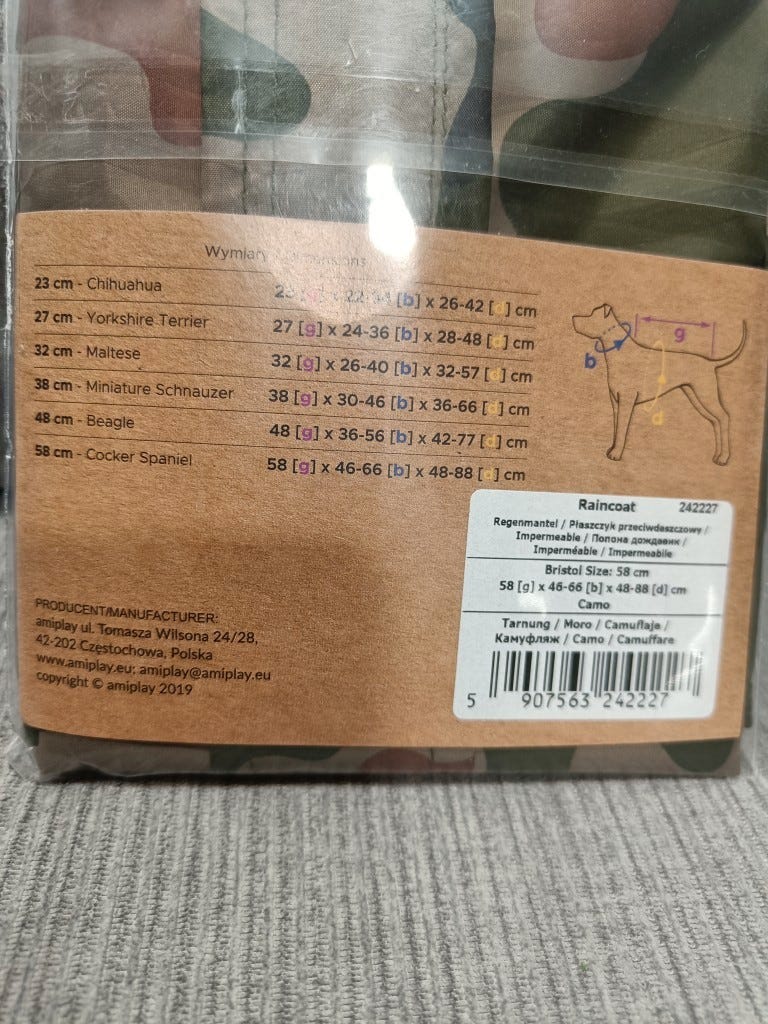 Wymiary
23 cm - Chihuahua
[b] x 26-42 [d] cm
27 cm - Yorkshire Terrier
27 [g] x 24-36 [b] x 28-48 [d] cm
32 cm - Maltese
32 [g] x 26-40 [b] x 32-57 [d] cm
38 cm - Miniature Schnauzer
38 [g] x 30-46 [b] x 36-66 [d] cm
48 cm - Beagle
48 [g] x 36-56 [b] x 42-77 [d] cm
58 cm - Cocker Spaniel
58 [g] x 46-66 [b] x 48-88 [d] cm
g
b
d
Raincoat 242227
Regenmantel / Płaszczyk przeciwdeszczowy /
Impermeable / Попона дождевик /
Imperméable / Impermeabile
Bristol Size: 58 cm
58 [g] x 46-66 [b] x 48-88 [d] cm
Camo
Tarnung / Moro / Camuflaje /
Камуфляж / Camo / Camuffare
5 907563 242227
PRODUCENT/MANUFACTURER:
amiplay ul. Tomasza Wilsona 24/28,
42-202 Częstochowa, Polska
www.amiplay.eu; amiplay@amiplay.eu
copyright © amiplay 2019